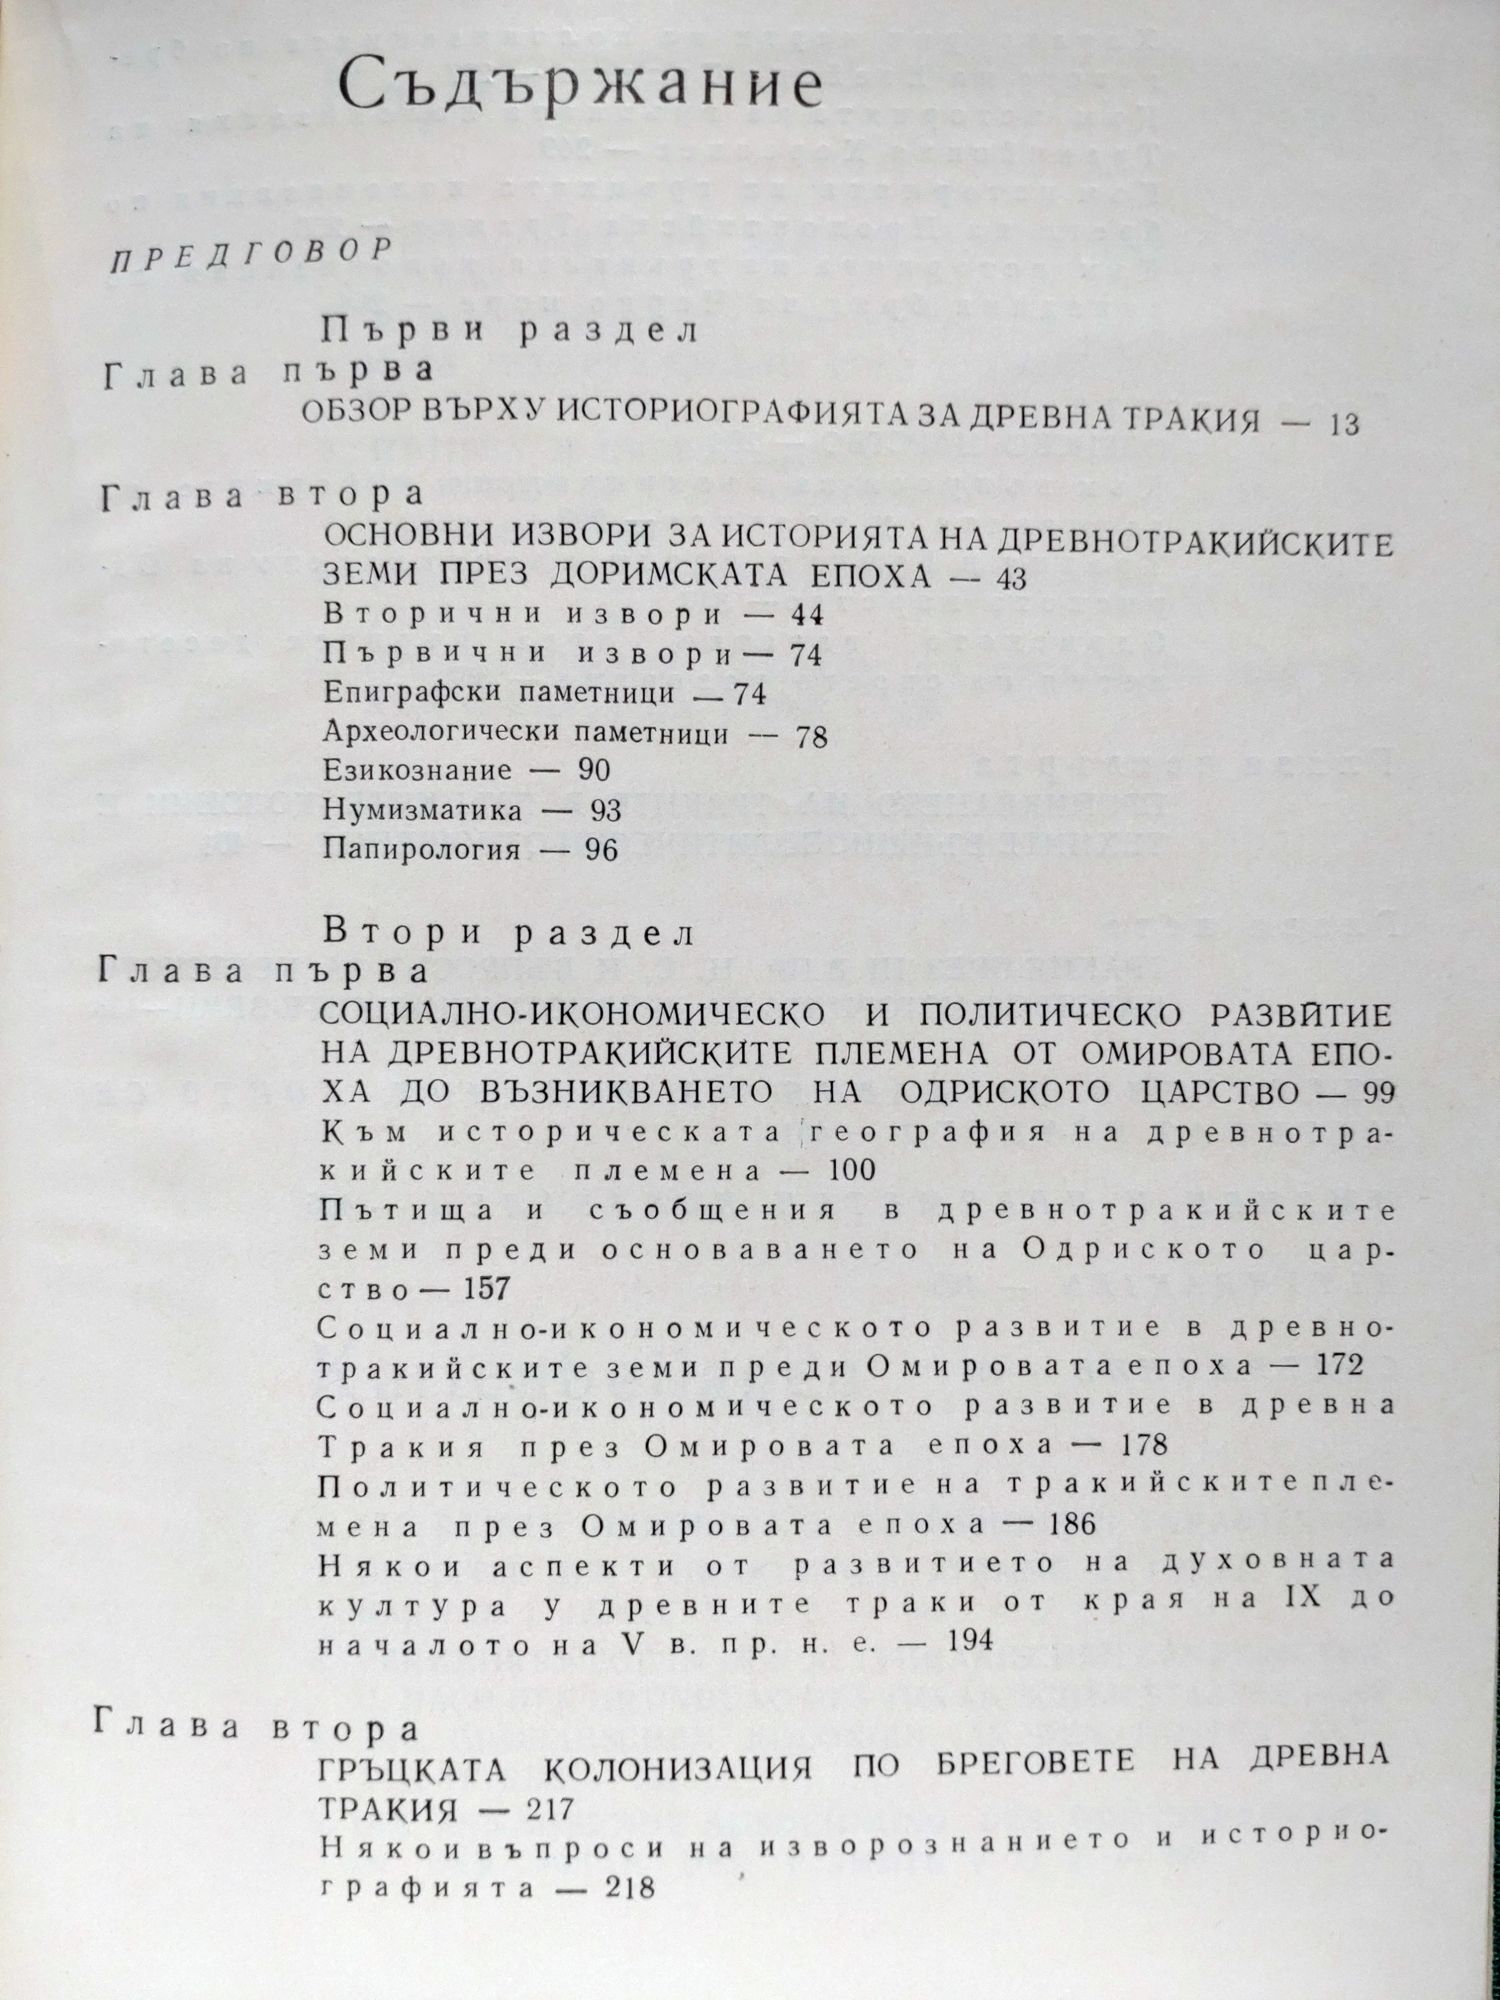 Съдържание
ПРЕДГОВОР
Първи раздел
Глава първа
ОБЗОР ВЪРХУ ИСТОРИОГРАФИЯТА ЗА ДРЕВНА ТРАКИЯ — 13
Глава втора
ОСНОВНИ ИЗВОРИ ЗА ИСТОРИЯТА НА ДРЕВНОТРАКИЙСКИТЕ
ЗЕМИ ПРЕЗ ДОРИМСКАТА ЕПОХА — 43
Вторични извори — 44
Първични извори — 74
Епиграфски паметници — 74
Археологически паметници — 78
Езикознание — 90
Нумизматика — 93
Папирология — 96
Втори раздел
Глава първа
СОЦИАЛНО-ИКОНОМИЧЕСКО И ПОЛИТИЧЕСКО РАЗВИТИЕ
НА ДРЕВНОТРАКИЙСКИТЕ ПЛЕМЕНА ОТ ОМИРОВАТА ЕПО-
ХА ДО ВЪЗНИКВАНЕТО НА ОДРИСКОТО ЦАРСТВО — 99
Към историческата география на древнотра-
кийските племена — 100
Пътища и съобщения в древнотракийските
земи преди основаването на Одриското цар-
ство — 157
Социално-икономическото развитие в древно-
тракийските земи преди Омировата епоха — 172
Социално-икономическото развитие в древна
Тракия през Омировата епоха — 178
Политическото развитие на тракийските пле-
мена през Омировата епоха — 186
Някои аспекти от развитието на духовната
култура у древните траки от края на IX до
началото на V в. пр. н. е. — 194
Глава втора
ГРЪЦКАТА КОЛОНИЗАЦИЯ ПО БРЕГОВЕТЕ НА ДРЕВНА
ТРАКИЯ — 217
Някои въпроси на изворознанието и историо-
графията — 218